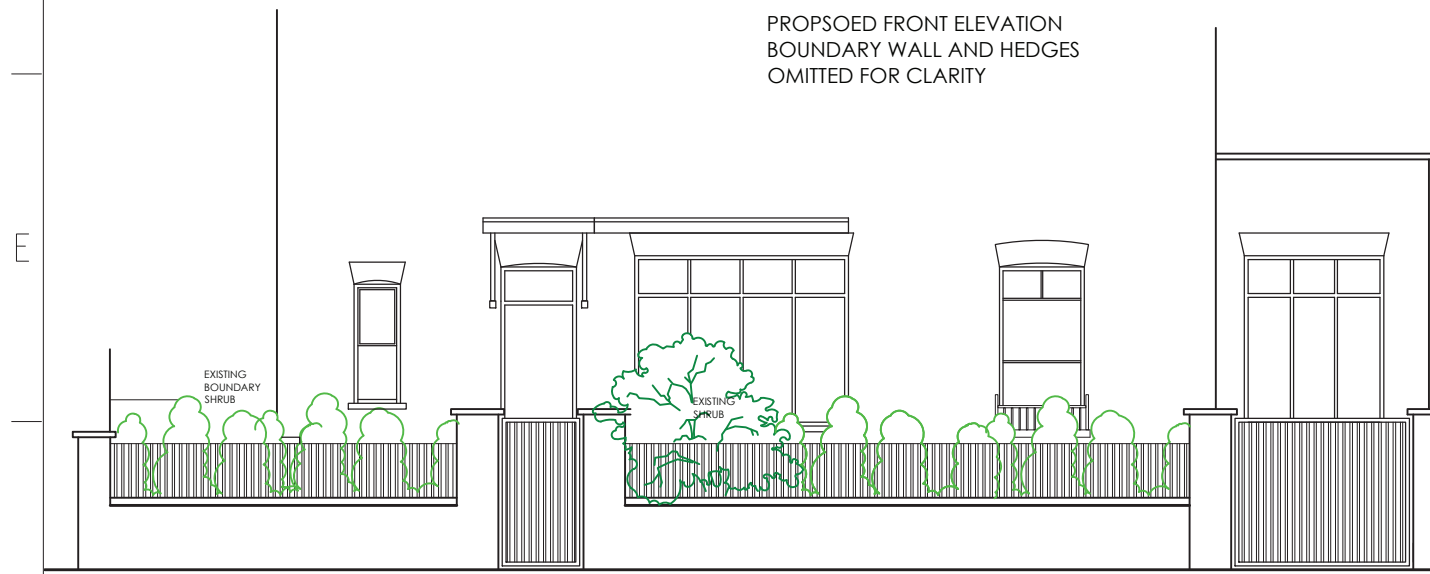 PROPSOED FRONT ELEVATION
BOUNDARY WALL AND HEDGES
OMITTED FOR CLARITY
E
EXISTING
BOUNDARY
SHRUB
EXISTING
SHRUB